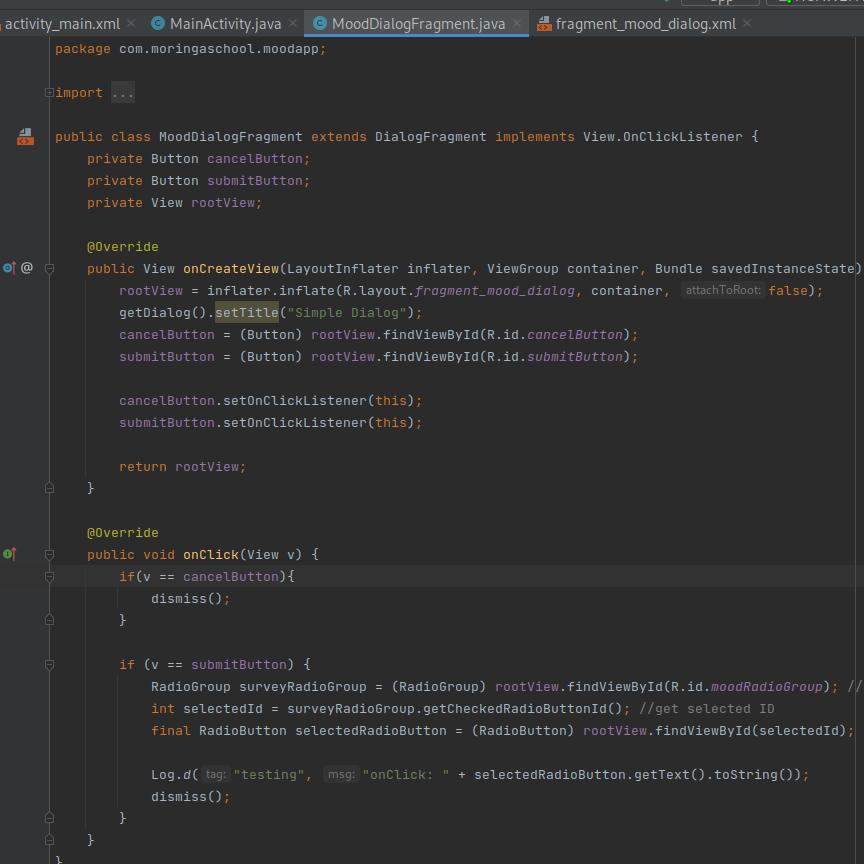 app
activity_main.xml × MainActivity.java × MoodDialogFragment.java × fragment_mood_dialog.xml ×
package com.moringaschool.moodapp;
import ...
public class MoodDialogFragment extends DialogFragment implements View.OnClickListener {
private Button cancelButton;
private Button submitButton;
private View rootView;
@Override
@ public View onCreateView(LayoutInflater inflater, ViewGroup container, Bundle savedInstanceState)
rootView = inflater.inflate(R.layout.fragment_mood_dialog, container, attachToRoot: false);
getDialog().setTitle("Simple Dialog");
cancelButton = (Button) rootView.findViewById(R.id.cancelButton);
submitButton = (Button) rootView.findViewById(R.id.submitButton);
cancelButton.setOnClickListener(this);
submitButton.setOnClickListener(this);
return rootView;
}
@Override
public void onClick(View v) {
if(v == cancelButton){
dismiss();
}
if (v == submitButton) {
RadioGroup surveyRadioGroup = (RadioGroup) rootView.findViewById(R.id.moodRadioGroup); //
int selectedId = surveyRadioGroup.getCheckedRadioButtonId(); //get selected ID
final RadioButton selectedRadioButton = (RadioButton) rootView.findViewById(selectedId);
Log.d( tag: "testing", msg: "onClick: " + selectedRadioButton.getText().toString());
dismiss();
}
}
}